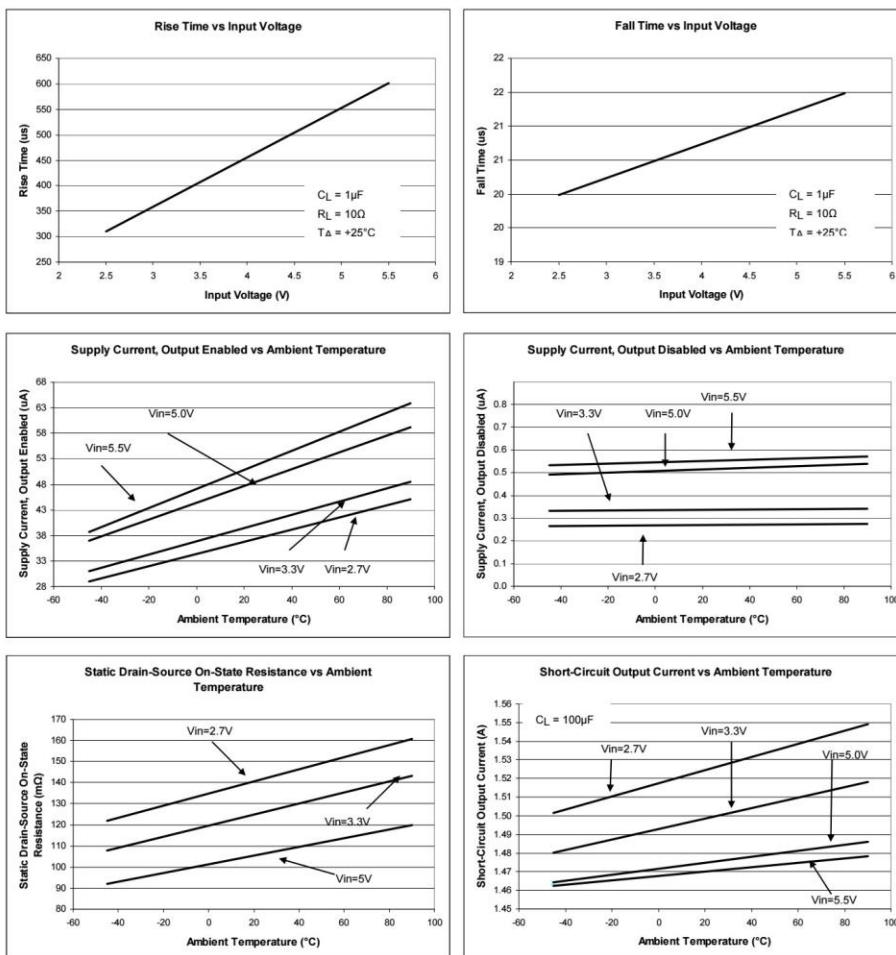 Rise Time vs Input Voltage
650
600
550
500
450
400
350
300
250
2 2.5 3 3.5 4 4.5 5 5.5 6
Rise Time (us)
Input Voltage (V)
CL = 1µF
RL = 10Ω
TA = +25°C
Fall Time vs Input Voltage
22
22
21
21
20
20
19
2 2.5 3 3.5 4 4.5 5 5.5 6
Fall Time (us)
Input Voltage (V)
CL = 1µF
RL = 10Ω
TA = +25°C
Supply Current, Output Enabled vs Ambient Temperature
68
63
58
53
48
43
38
33
28
-60 -40 -20 0 20 40 60 80 100
Supply Current, Output Enabled (uA)
Ambient Temperature (°C)
Vin=5.0V
Vin=5.5V
Vin=3.3V
Vin=2.7V
Supply Current, Output Disabled vs Ambient Temperature
0.8
0.7
0.6
0.5
0.4
0.3
0.2
0.1
0.0
-60 -40 -20 0 20 40 60 80 100
Supply Current, Output Disabled (uA)
Ambient Temperature (°C)
Vin=5.5V
Vin=3.3V
Vin=5.0V
Vin=2.7V
Static Drain-Source On-State Resistance vs Ambient
Temperature
170
160
150
140
130
120
110
100
90
80
-60 -40 -20 0 20 40 60 80 100
Static Drain-Source On-State
Resistance (mΩ)
Ambient Temperature (°C)
Vin=2.7V
Vin=3.3V
Vin=5V
Short-Circuit Output Current vs Ambient Temperature
1.56
1.55
1.54
1.53
1.51
1.50
1.49
1.48
1.47
1.46
1.45
-60 -40 -20 0 20 40 60 80 100
Short-Circuit Output Current (A)
Ambient Temperature (°C)
CL = 100µF
Vin=3.3V
Vin=2.7V
Vin=5.0V
Vin=5.5V